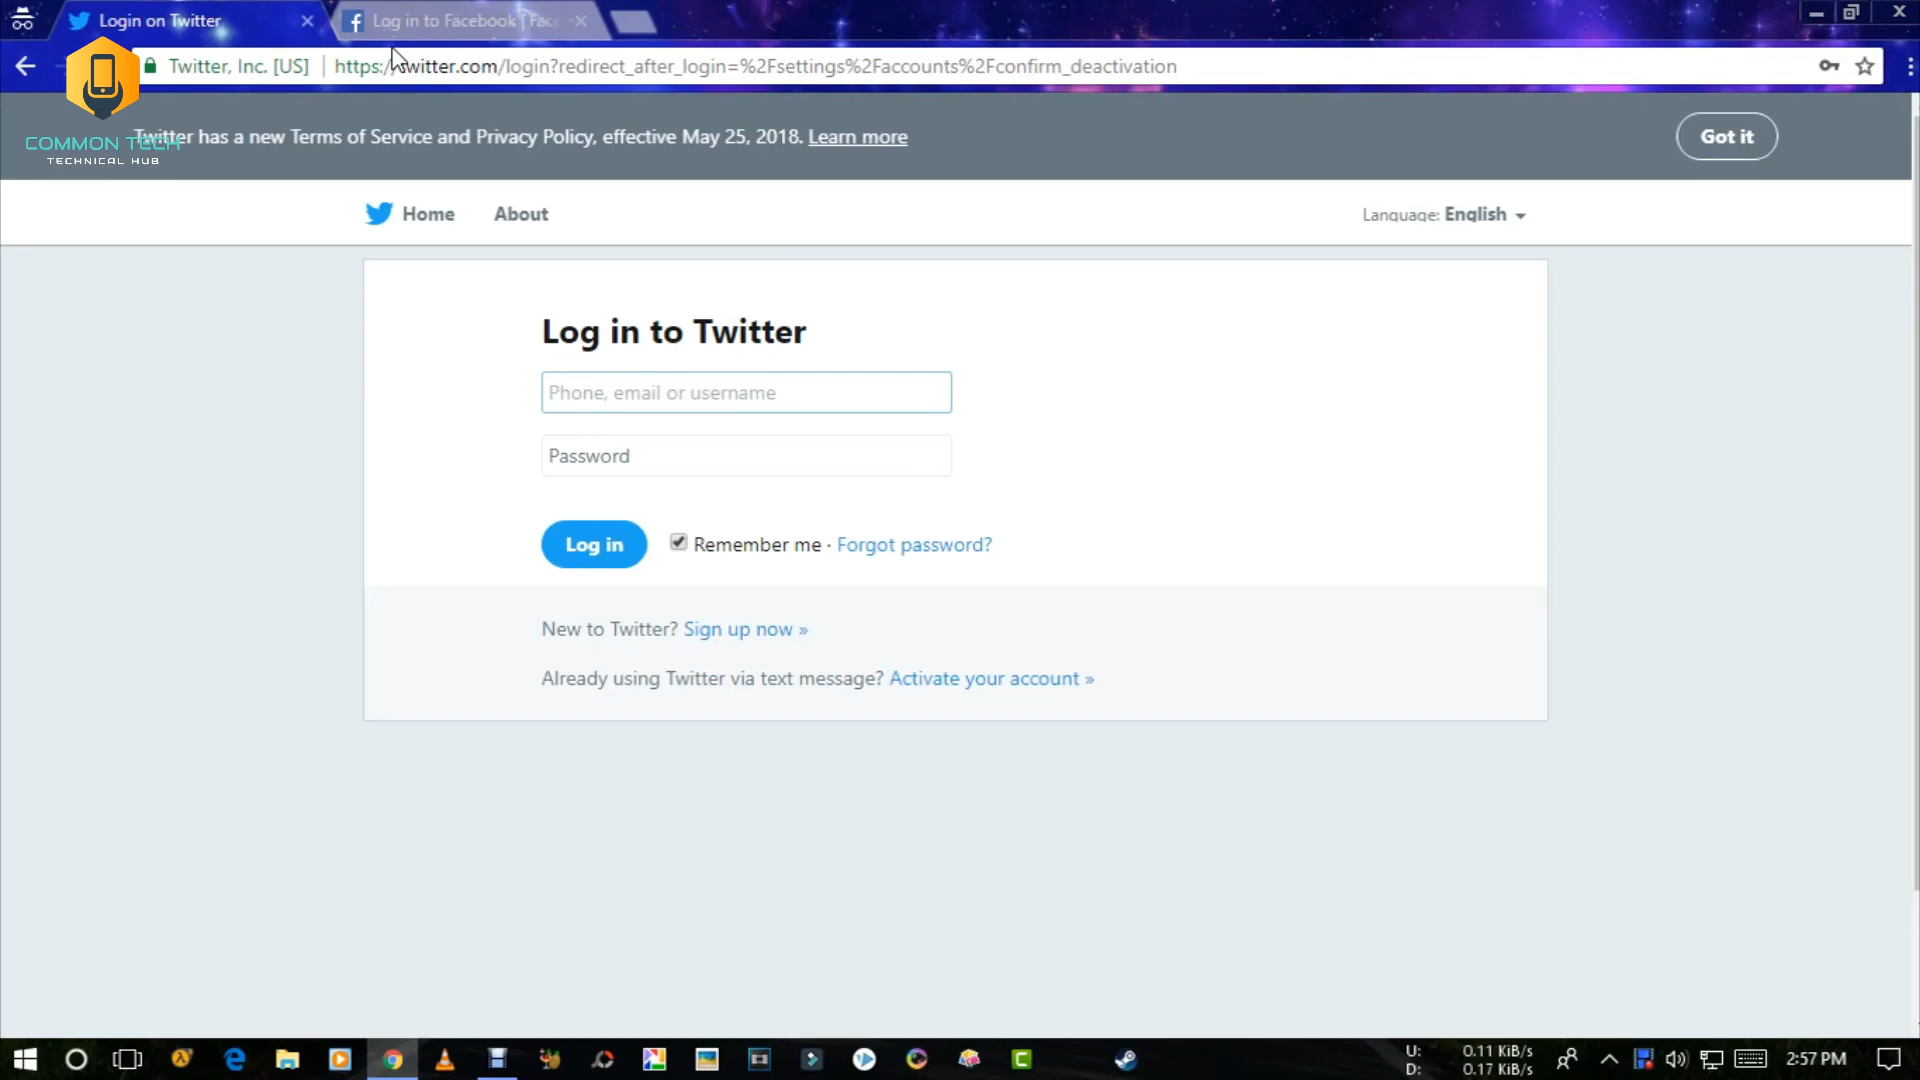 Login on Twitter
Log in to Facebook | Face
Twitter, Inc. [US] | https://twitter.com/login?redirect_after_login=%2Fsettings%2Faccounts%2Fconfirm_deactivation
COMMON TECH
TECHNICAL HUB
Twitter has a new Terms of Service and Privacy Policy, effective May 25, 2018. Learn more
Got it
Home
About
Language: English
Log in to Twitter
Phone, email or username
Password
Log in
Remember me · Forgot password?
New to Twitter? Sign up now »
Already using Twitter via text message? Activate your account »
U: 0.11 KiB/s
D: 0.17 KiB/s
2:57 PM